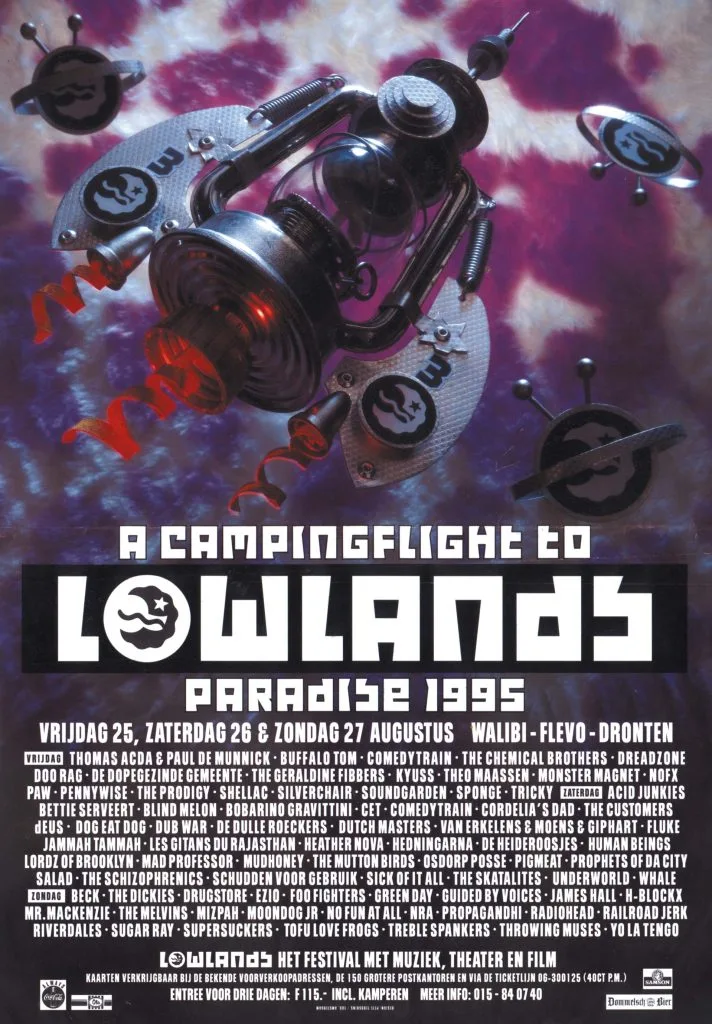 W
W
A CAMPINGFLIGHT TO
LOWLANDS
PARADISE 1995
VRIJDAG 25, ZATERDAG 26 & ZONDAG 27 AUGUSTUS WALIBI - FLEVO - DRONTEN
VRIJDAG THOMAS ACDA & PAUL DE MUNNICK · BUFFALO TOM · COMEDYTRAIN · THE CHEMICAL BROTHERS · DREADZONE
DOO RAG · DE DOPEGEZINDE GEMEENTE · THE GERALDINE FIBBERS · KYUSS · THEO MAASSEN · MONSTER MAGNET · NOFX
PAW · PENNYWISE · THE PRODIGY · SHELLAC · SILVERCHAIR · SOUNDGARDEN · SPONGE · TRICKY ZATERDAG ACID JUNKIES
BETTIE SERVEERT · BLIND MELON · BOBARINO GRAVITTINI · CET · COMEDYTRAIN · CORDELIA'S DAD · THE CUSTOMERS
dEUS · DOG EAT DOG · DUB WAR · DE DULLE ROECKERS · DUTCH MASTERS · VAN ERKELENS & MOENS & GIPHART · FLUKE
JAMMAH TAMMAH · LES GITANS DU RAJASTHAN · HEATHER NOVA · HEDNINGARNA · DE HEIDEROOSJES · HUMAN BEINGS
LORDZ OF BROOKLYN · MAD PROFESSOR · MUDHONEY · THE MUTTON BIRDS · OSDORP POSSE · PIGMEAT · PROPHETS OF DA CITY
SALAD · THE SCHIZOPHRENICS · SCHUDDEN VOOR GEBRUIK · SICK OF IT ALL · THE SKATALITES · UNDERWORLD · WHALE
ZONDAG BECK · THE DICKIES · DRUGSTORE · EZIO · FOO FIGHTERS · GREEN DAY · GUIDED BY VOICES · JAMES HALL · H-BLOCKX
MR. MACKENZIE · THE MELVINS · MIZPAH · MOONDOG JR · NO FUN AT ALL · NRA · PROPAGANDHI · RADIOHEAD · RAILROAD JERK
RIVERDALES · SUGAR RAY · SUPERSUCKERS · TOFU LOVE FROGS · TREBLE SPANKERS · THROWING MUSES · YO LA TENGO
LOWLANDS HET FESTIVAL MET MUZIEK, THEATER EN FILM
KAARTEN VERKRIJGBAAR BIJ DE BEKENDE VOORVERKOOPADRESSEN, DE 150 GROTERE POSTKANTOREN EN VIA DE TICKETLIJN 06-300125 (40CT P.M.)
ENTREE VOOR DRIE DAGEN: F 115.- INCL. KAMPEREN MEER INFO: 015 - 84 07 40
ALWAYS
Coca-Cola
SAMSON
Dommelsch Bier